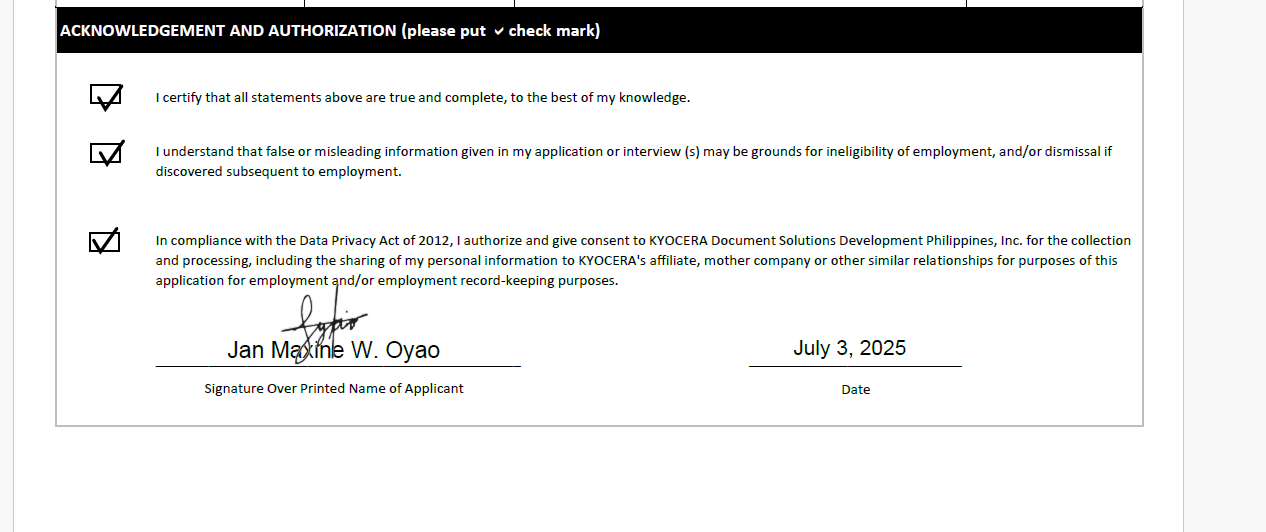 ACKNOWLEDGEMENT AND AUTHORIZATION (please put ✓ check mark)
I certify that all statements above are true and complete, to the best of my knowledge.
I understand that false or misleading information given in my application or interview (s) may be grounds for ineligibility of employment, and/or dismissal if
discovered subsequent to employment.
In compliance with the Data Privacy Act of 2012, I authorize and give consent to KYOCERA Document Solutions Development Philippines, Inc. for the collection
and processing, including the sharing of my personal information to KYOCERA's affiliate, mother company or other similar relationships for purposes of this
application for employment and/or employment record-keeping purposes.
Jan Maxine W. Oyao
July 3, 2025
Signature Over Printed Name of Applicant
Date